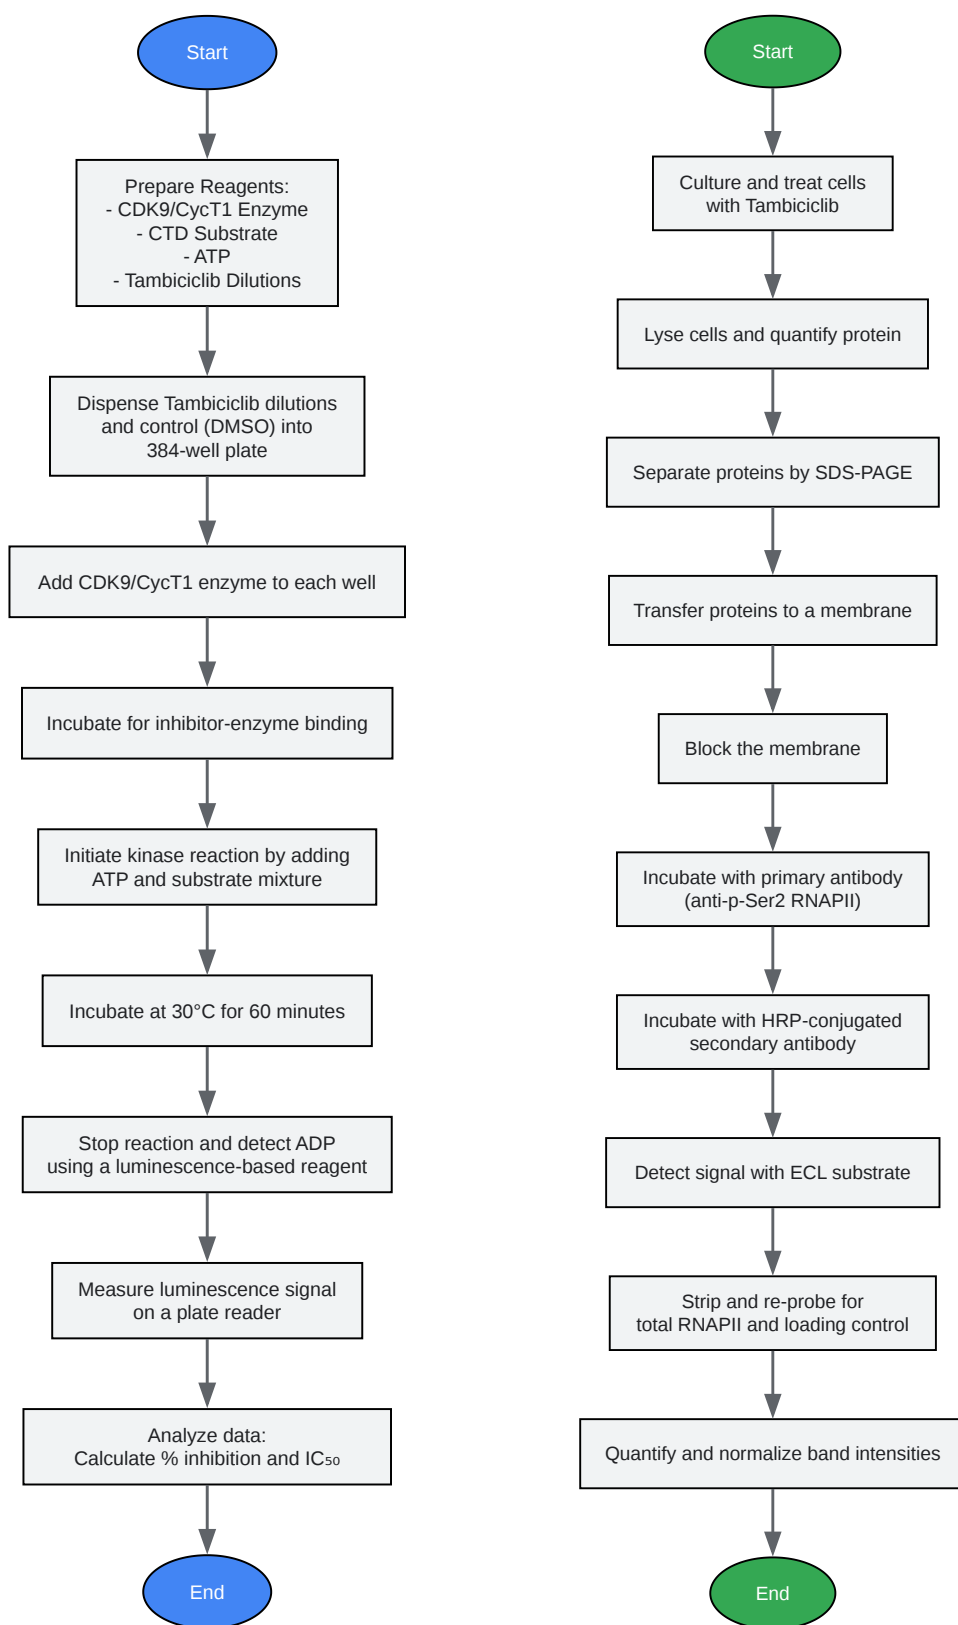 Start
Prepare Reagents:
- CDK9/CycT1 Enzyme
- CTD Substrate
- ATP
- Tambiciclib Dilutions
Dispense Tambiciclib dilutions
and control (DMSO) into
384-well plate
Add CDK9/CycT1 enzyme to each well
Incubate for inhibitor-enzyme binding
Initiate kinase reaction by adding
ATP and substrate mixture
Incubate at 30°C for 60 minutes
Stop reaction and detect ADP
using a luminescence-based reagent
Measure luminescence signal
on a plate reader
Analyze data:
Calculate % inhibition and IC₅₀
End
Start
Culture and treat cells
with Tambiciclib
Lyse cells and quantify protein
Separate proteins by SDS-PAGE
Transfer proteins to a membrane
Block the membrane
Incubate with primary antibody
(anti-p-Ser2 RNAPII)
Incubate with HRP-conjugated
secondary antibody
Detect signal with ECL substrate
Strip and re-probe for
total RNAPII and loading control
Quantify and normalize band intensities
End